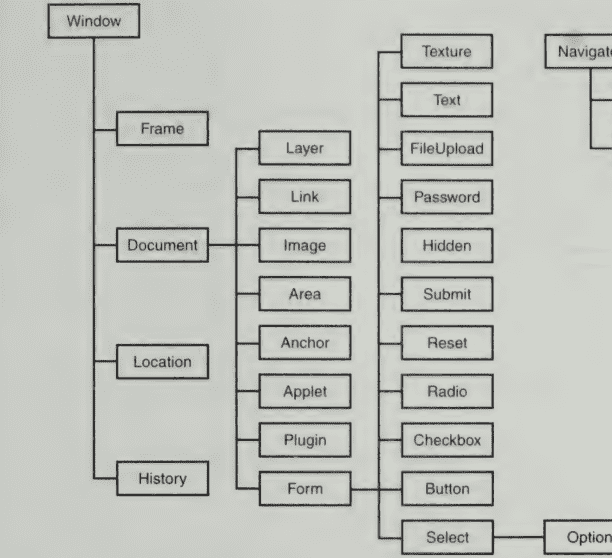 Window
Frame
Document
Location
History
Layer
Link
Image
Area
Anchor
Applet
Plugin
Form
Texture
Text
FileUpload
Password
Hidden
Submit
Reset
Radio
Checkbox
Button
Select
Navigat
Option